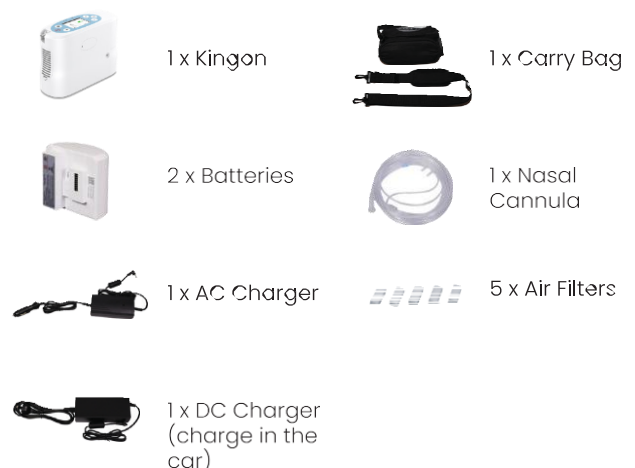 1 x Kingon
1 x Carry Bag
2 x Batteries
1 x Nasal
Cannula
1 x AC Charger
5 x Air Filters
1 x DC Charger
(charge in the
car)